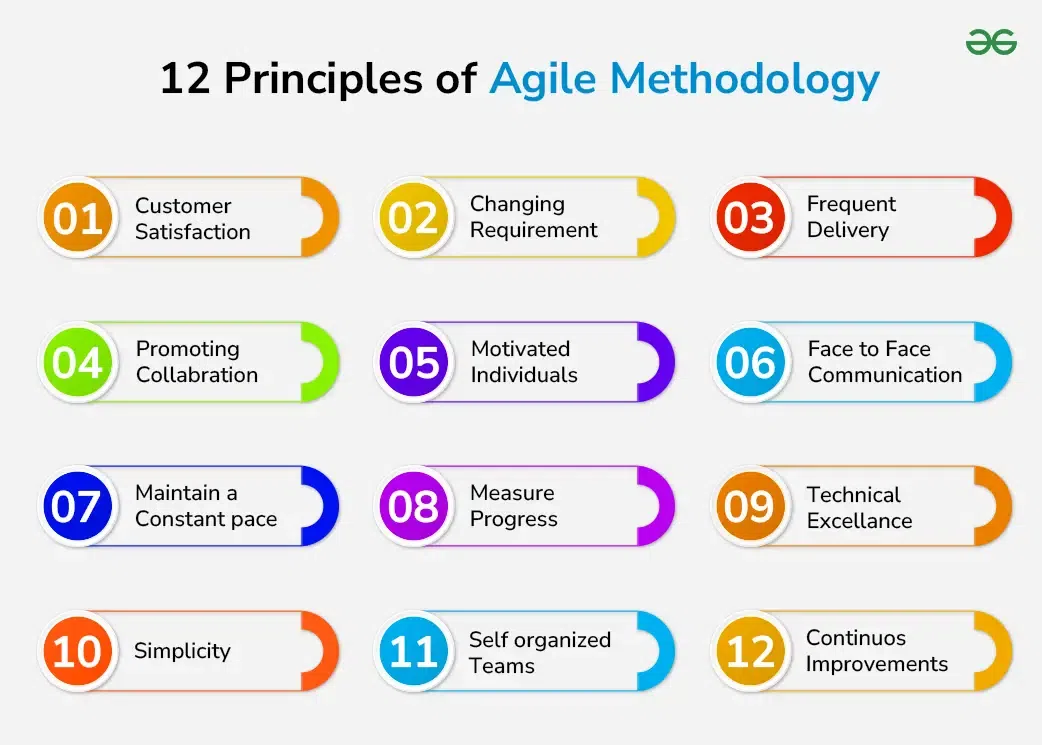 12 Principles of Agile Methodology
01
Customer
Satisfaction
02
Changing
Requirement
03
Frequent
Delivery
04
Promoting
Collabration
05
Motivated
Individuals
06
Face to Face
Communication
07
Maintain a
Constant pace
08
Measure
Progress
09
Technical
Excellance
10
Simplicity
11
Self organized
Teams
12
Continuos
Improvements